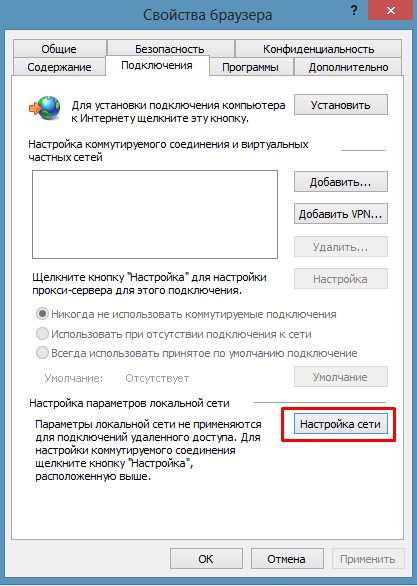 Свойства браузера
?
Общие
Безопасность
Конфиденциальность
Содержание
Подключения
Программы
Дополнительно
Для установки подключения компьютера
к Интернету щелкните эту кнопку.
Установить
Настройка коммутируемого соединения и виртуальных
частных сетей
Добавить...
Добавить VPN...
Удалить...
Щелкните кнопку "Настройка" для настройки
прокси-сервера для этого подключения.
Настройка
Никогда не использовать коммутируемые подключения
Использовать при отсутствии подключения к сети
Всегда использовать принятое по умолчанию подключение
Умолчание: Отсутствует
Умолчание
Настройка параметров локальной сети
Параметры локальной сети не применяются
для подключений удаленного доступа. Для
настройки коммутируемого соединения
щелкните кнопку "Настройка",
расположенную выше.
Настройка сети
ОК
Отмена
Применить